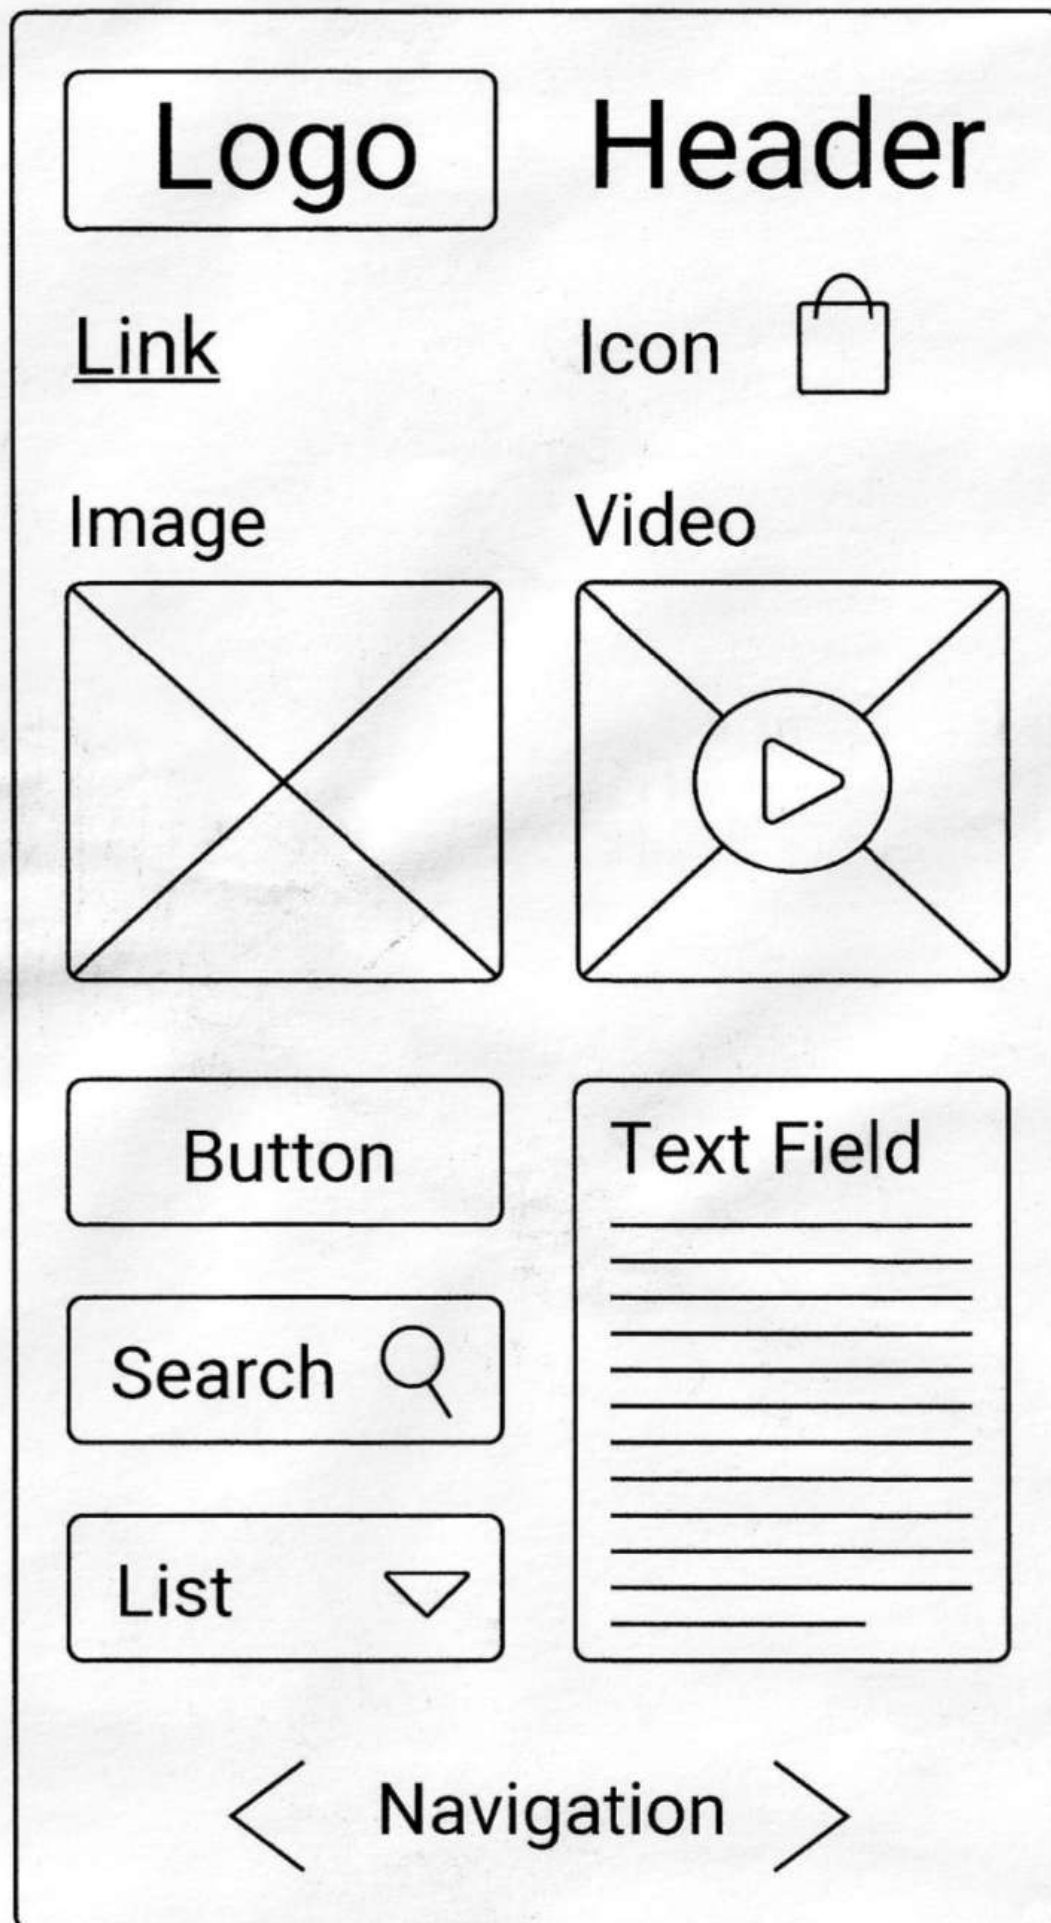 Logo
Header
Link
Icon
Image
Video
Button
Text Field
Search
List
Navigation